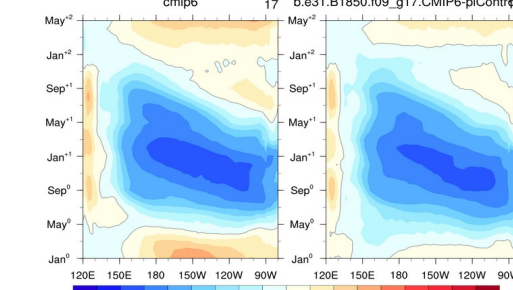 cmip6 17
b.e31.B1850.f09_g17.CMIP6-piContro
May+2 May+2
Jan+2 Jan+2
Sep+1 Sep+1
May+1 May+1
Jan+1 Jan+1
Sep0 Sep0
May0 May0
Jan0 Jan0
120E 150E 180 150W 120W 90W 120E 150E 180 150W 120W 90W